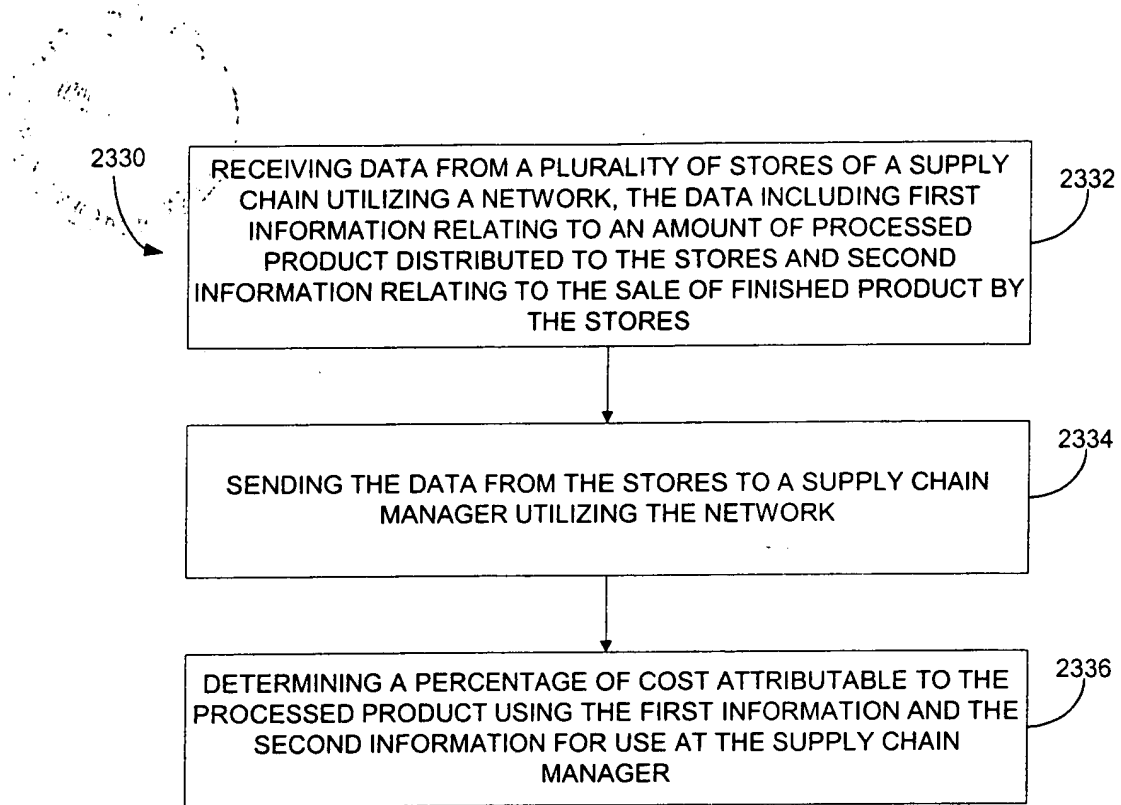 2330
RECEIVING DATA FROM A PLURALITY OF STORES OF A SUPPLY
CHAIN UTILIZING A NETWORK, THE DATA INCLUDING FIRST
INFORMATION RELATING TO AN AMOUNT OF PROCESSED
PRODUCT DISTRIBUTED TO THE STORES AND SECOND
INFORMATION RELATING TO THE SALE OF FINISHED PRODUCT BY
THE STORES
2332
SENDING THE DATA FROM THE STORES TO A SUPPLY CHAIN
MANAGER UTILIZING THE NETWORK
2334
DETERMINING A PERCENTAGE OF COST ATTRIBUTABLE TO THE
PROCESSED PRODUCT USING THE FIRST INFORMATION AND THE
SECOND INFORMATION FOR USE AT THE SUPPLY CHAIN
MANAGER
2336